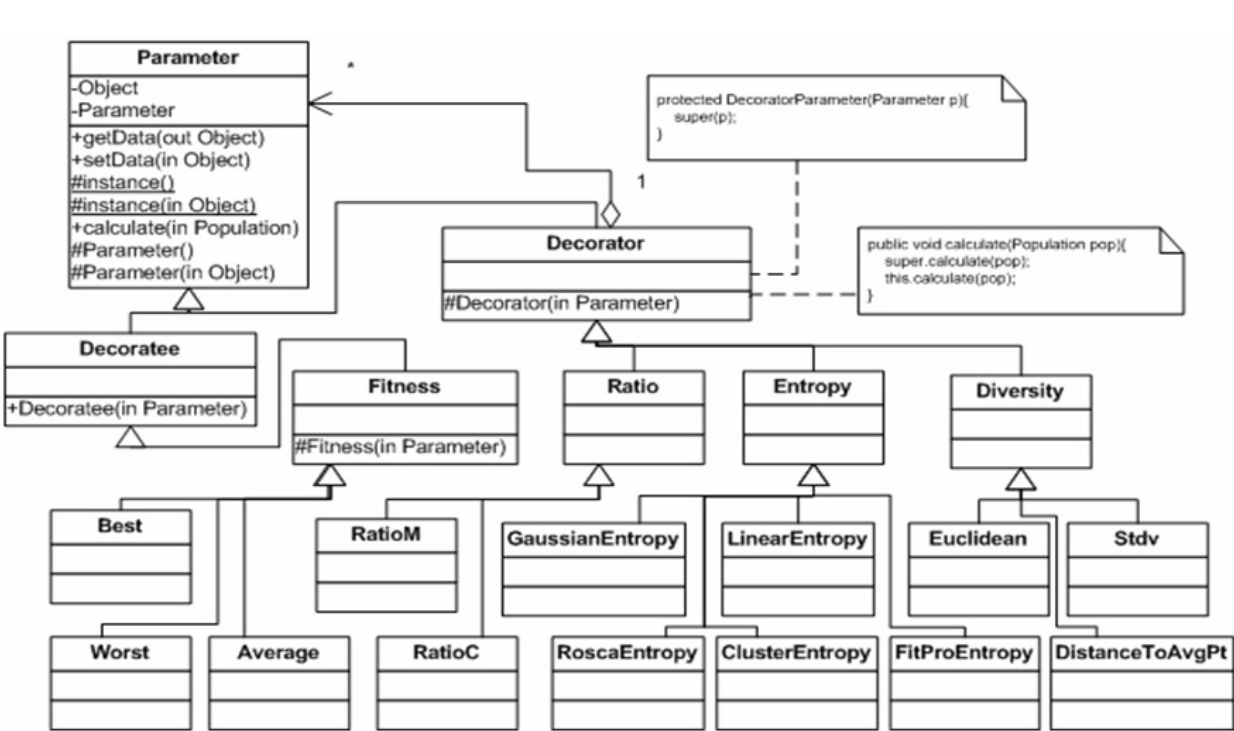 Parameter
-Object
-Parameter
+getData(out Object)
+setData(in Object)
#instance()
#instance(in Object)
+calculate(in Population)
#Parameter()
#Parameter(in Object)
*
1
protected DecoratorParameter(Parameter p){
super(p);
}
Decorator
#Decorator(in Parameter)
public void calculate(Population pop){
super.calculate(pop);
this.calculate(pop);
}
Decoratee
+Decoratee(in Parameter)
Fitness
#Fitness(in Parameter)
Ratio
Entropy
Diversity
Best
RatioM
GaussianEntropy
LinearEntropy
Euclidean
Stdv
Worst
Average
RatioC
RoscaEntropy
ClusterEntropy
FitProEntropy
DistanceToAvgPt